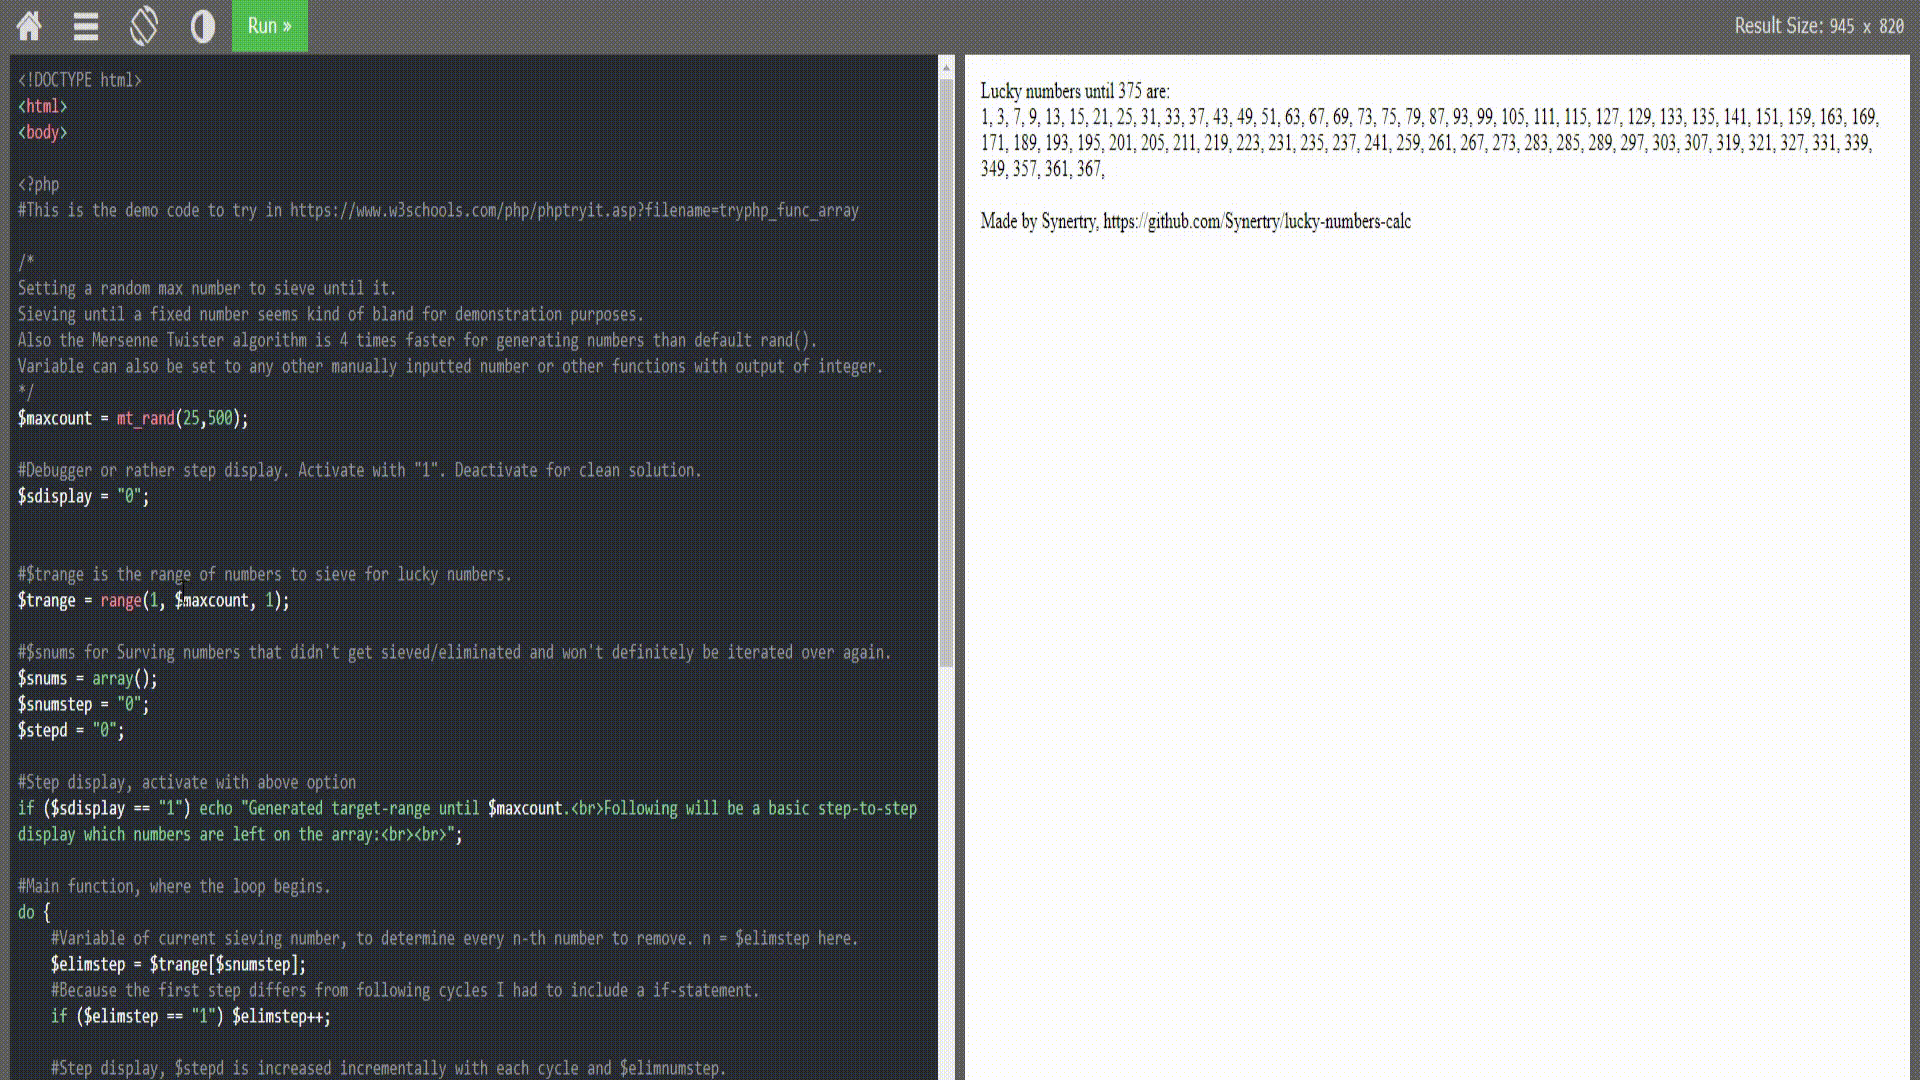 Run »
Result Size: 945 x 820
<!DOCTYPE html>
<html>
<body>
<?php
#This is the demo code to try in https://www.w3schools.com/php/phptryit.asp?filename=tryphp_func_array
/*
Setting a random max number to sieve until it.
Sieving until a fixed number seems kind of bland for demonstration purposes.
Also the Mersenne Twister algorithm is 4 times faster for generating numbers than default rand().
Variable can also be set to any other manually inputted number or other functions with output of integer.
*/
$maxcount = mt_rand(25,500);
#Debugger or rather step display. Activate with "1". Deactivate for clean solution.
$sdisplay = "0";
#$trange is the range of numbers to sieve for lucky numbers.
$trange = range(1, $maxcount, 1);
#$snums for Surving numbers that didn't get sieved/eliminated and won't definitely be iterated over again.
$snums = array();
$snumstep = "0";
$stepd = "0";
#Step display, activate with above option
if ($sdisplay == "1") echo "Generated target-range until $maxcount.<br>Following will be a basic step-to-step
display which numbers are left on the array:<br><br>";
#Main function, where the loop begins.
do {
#Variable of current sieving number, to determine every n-th number to remove. n = $elimstep here.
$elimstep = $trange[$snumstep];
#Because the first step differs from following cycles I had to include a if-statement.
if ($elimstep == "1") $elimstep++;
#Step display, $stepd is increased incrementally with each cycle and $elimnumstep.
Lucky numbers until 375 are:
1, 3, 7, 9, 13, 15, 21, 25, 31, 33, 37, 43, 49, 51, 63, 67, 69, 73, 75, 79, 87, 93, 99, 105, 111, 115, 127, 129, 133, 135, 141, 151, 159, 163, 169,
171, 189, 193, 195, 201, 205, 211, 219, 223, 231, 235, 237, 241, 259, 261, 267, 273, 283, 285, 289, 297, 303, 307, 319, 321, 327, 331, 339,
349, 357, 361, 367,
Made by Synertry, https://github.com/Synertry/lucky-numbers-calc